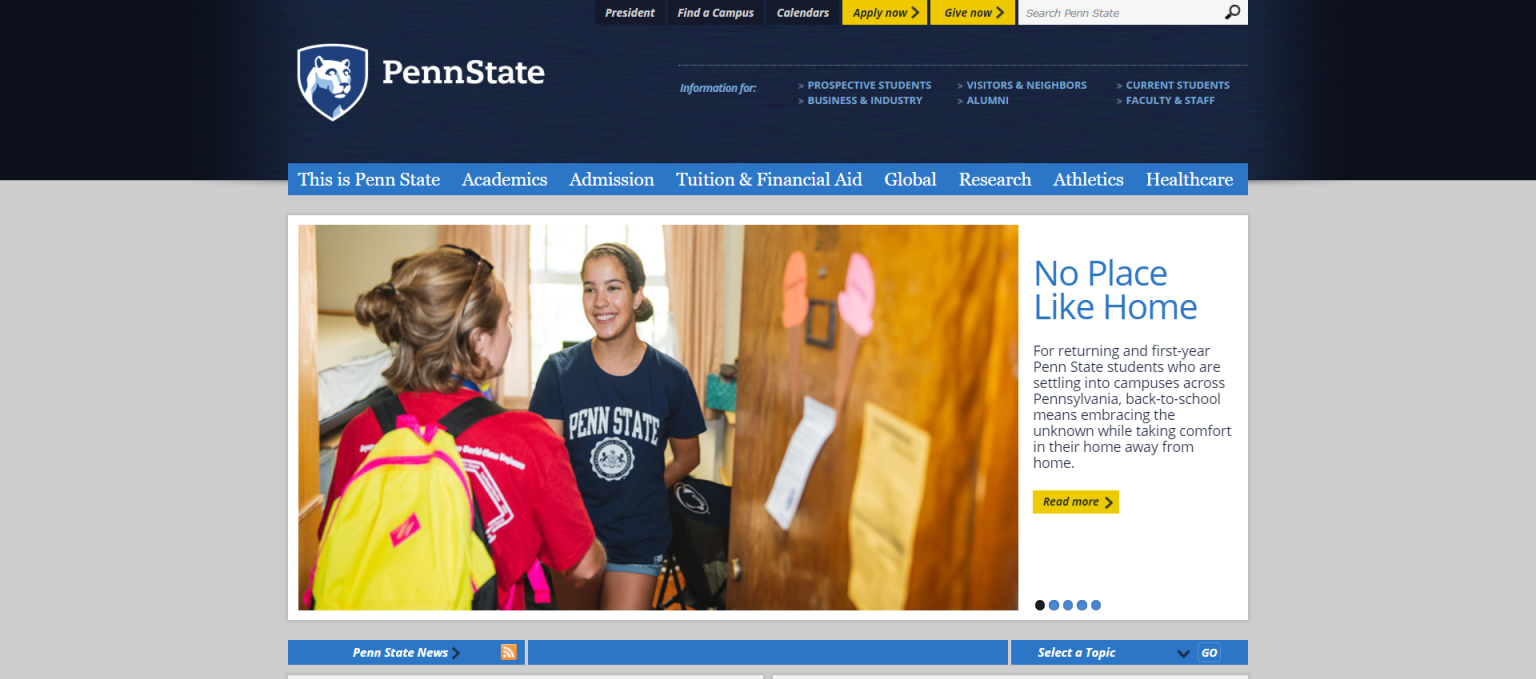 President
Find a Campus
Calendars
Apply now
Give now
Search Penn State
PennState
Information for:
> PROSPECTIVE STUDENTS
> VISITORS & NEIGHBORS
> CURRENT STUDENTS
> BUSINESS & INDUSTRY
> ALUMNI
> FACULTY & STAFF
This is Penn State
Academics
Admission
Tuition & Financial Aid
Global
Research
Athletics
Healthcare
PENN STATE
No Place
Like Home
For returning and first-year
Penn State students who are
settling into campuses across
Pennsylvania, back-to-school
means embracing the
unknown while taking comfort
in their home away from
home.
Read more
Penn State News
Select a Topic
GO